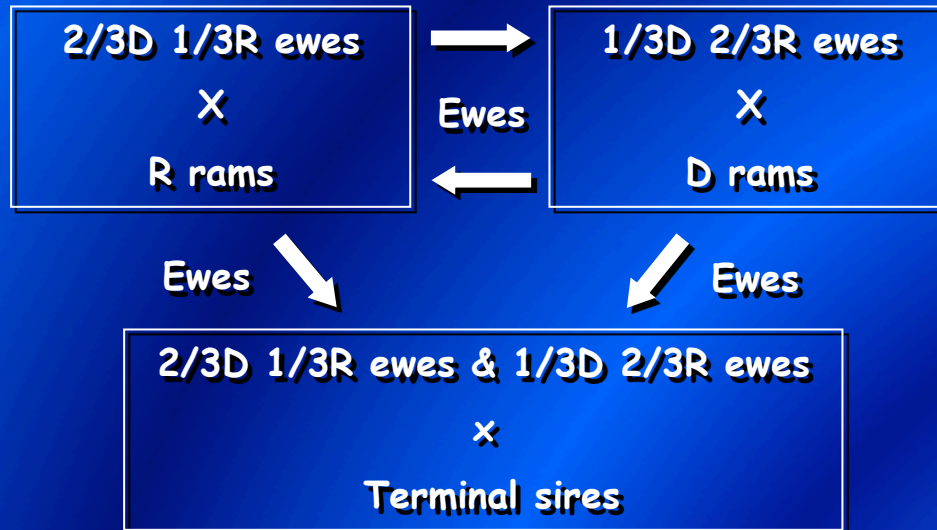 2/3D 1/3R ewes
X
R rams
Ewes
1/3D 2/3R ewes
X
D rams
Ewes
Ewes
2/3D 1/3R ewes & 1/3D 2/3R ewes
x
Terminal sires